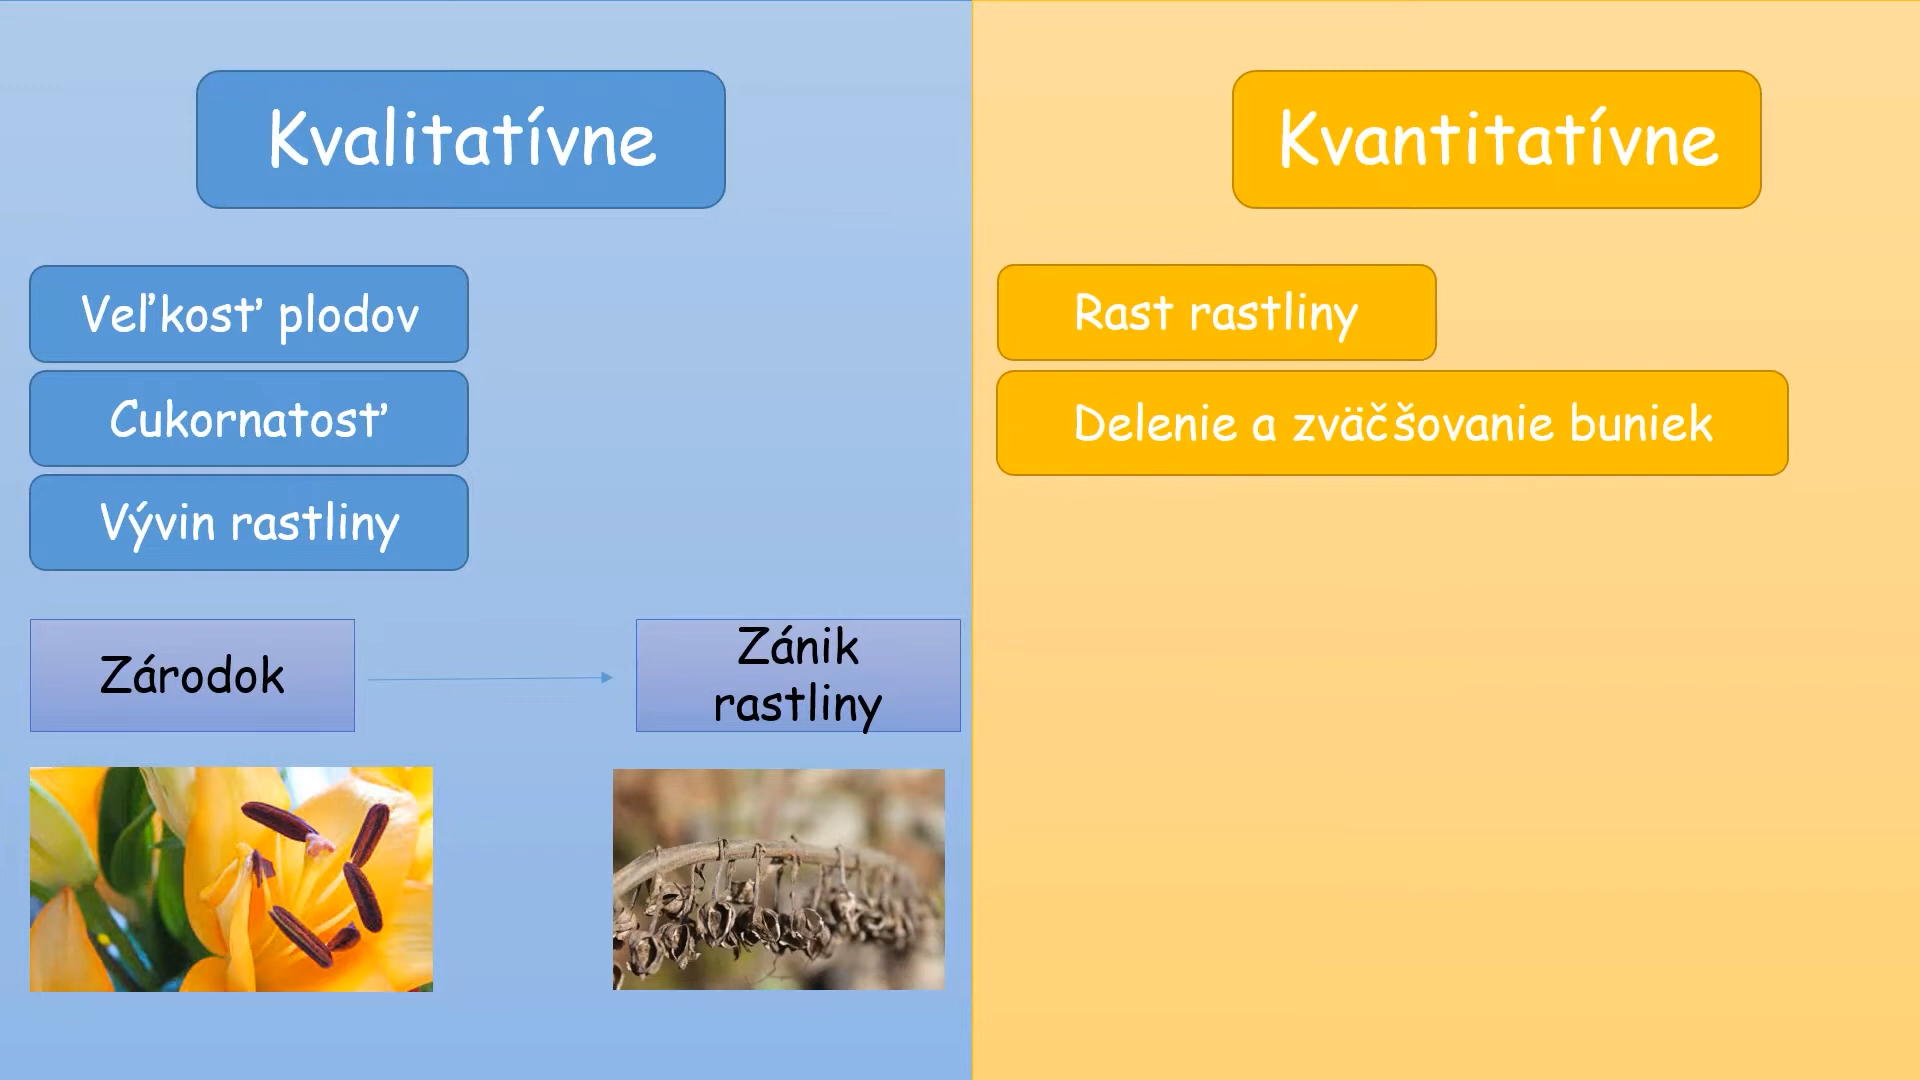 Kvalitatívne
Veľkosť plodov
Cukornatosť
Vývin rastliny
Zárodok
Zánik
rastliny
Kvantitatívne
Rast rastliny
Delenie a zväčšovanie buniek